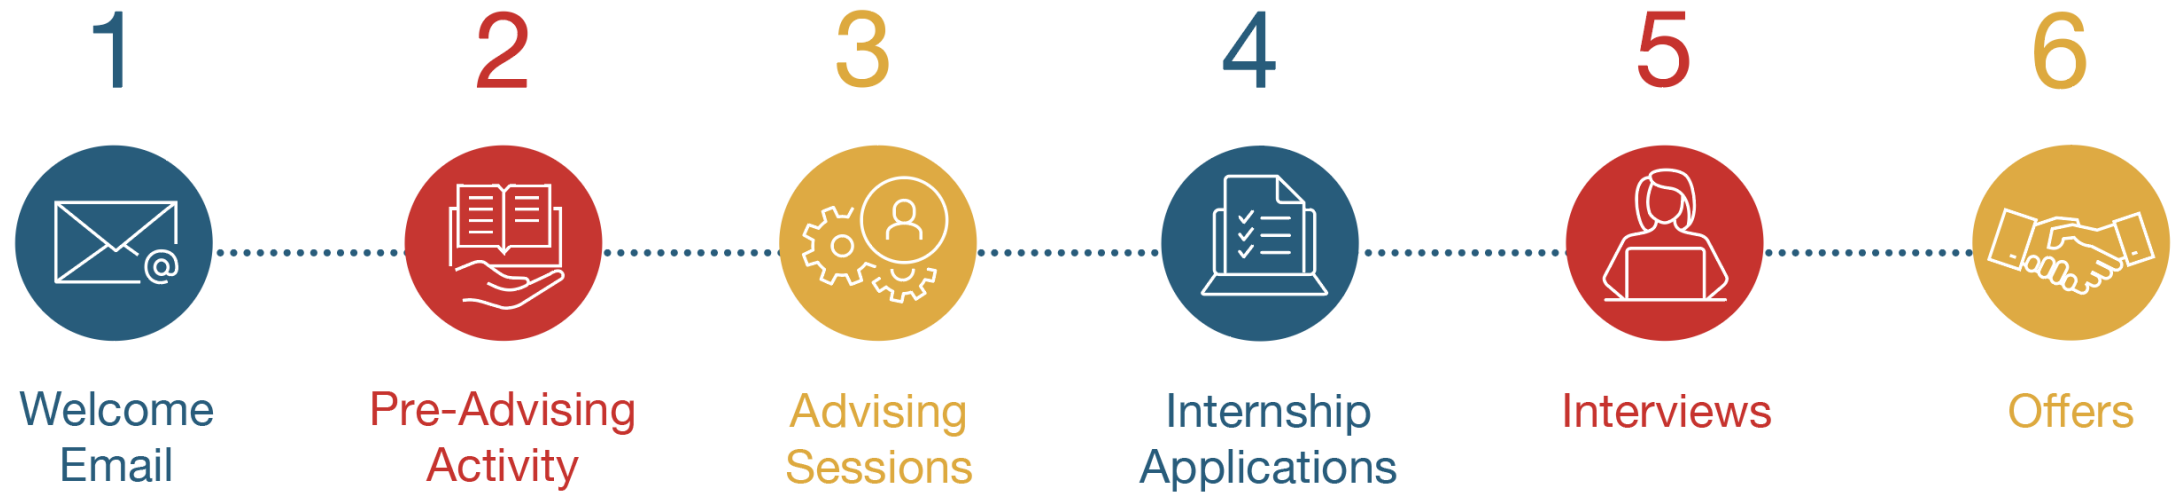 1
2
3
4
5
6
@
Welcome
Email
Pre-Advising
Activity
Advising
Sessions
Internship
Applications
Interviews
Offers